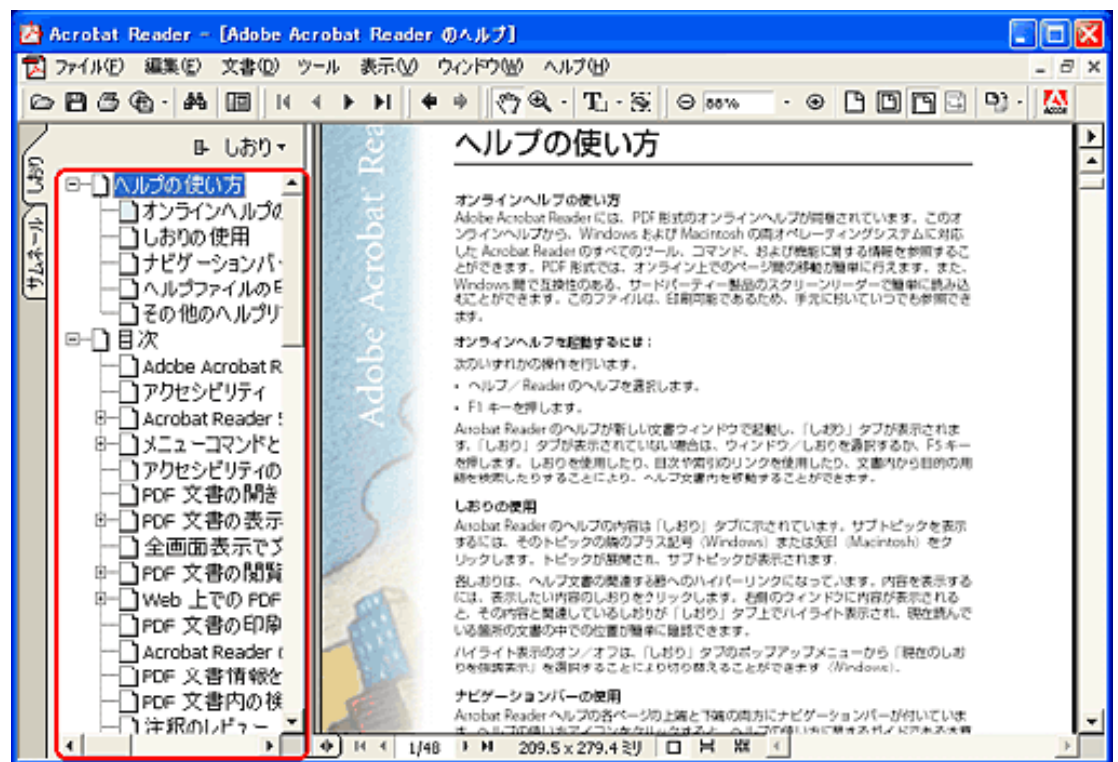 Acrobat Reader - [Adobe Acrobat Reader のヘルプ]
ファイル(F) 編集(E) 文書(D) ツール 表示(V) ウィンドウ(W) ヘルプ(H)
88%
しおり
サムネール
しおり
ヘルプの使い方
オンラインヘルプの
しおりの使用
ナビゲーションバ
ヘルプファイルの
その他のヘルプリ
目次
Adobe Acrobat R
アクセシビリティ
Acrobat Reader
メニューコマンドと
アクセシビリティの
PDF 文書の開き
PDF 文書の表示
全画面表示で
PDF 文書の閲覧
Web 上での PDF
PDF 文書の印刷
Acrobat Reader
PDF 文書情報を
PDF 文書内の検
注釈のレビュー
Adobe Acrobat Rea
ヘルプの使い方
オンラインヘルプの使い方
Adobe Acrobat Reader には、PDF 形式のオンラインヘルプが同梱されています。このオ
ンラインヘルプから、Windows および Macintosh の両オペレーティングシステムに対応
した Acrobat Reader のすべてのツール、コマンド、および機能に関する情報を参照するこ
とができます。PDF 形式では、オンライン上でのページ間の移動が簡単に行えます。また、
Windows 間で互換性のある、サードパーティー製品のスクリーンリーダーで簡単に読み込
むことができます。このファイルは、印刷可能であるため、手元においていつでも参照でき
ます。
オンラインヘルプを起動するには：
次のいずれかの操作を行います。
• ヘルプ／Reader のヘルプを選択します。
• F1 キーを押します。
Acrobat Reader のヘルプが新しい文書ウィンドウで起動し、「しおり」タブが表示されま
す。「しおり」タブが表示されていない場合は、ウィンドウ／しおりを選択するか、F5 キー
を押します。しおりを使用したり、目次や索引のリンクを使用したり、文書内から目的の用
語を検索したりすることにより、ヘルプ文書内を移動することができます。
しおりの使用
Acrobat Reader のヘルプの内容は「しおり」タブに示されています。サブトピックを表示
するには、そのトピックの隣のプラス記号（Windows）または矢印（Macintosh）をク
リックします。トピックが展開され、サブトピックが表示されます。
各しおりは、ヘルプ文書の関連する節へのハイパーリンクになっています。内容を表示する
には、表示したい内容のしおりをクリックします。右側のウィンドウに内容が表示される
と、その内容と関連しているしおりが「しおり」タブ上でハイライト表示され、現在読んで
いる箇所の文書の中での位置が簡単に確認できます。
ハイライト表示のオン／オフは、「しおり」タブのポップアップメニューから「現在のしお
りを強調表示」を選択することにより切り替えることができます（Windows）。
ナビゲーションバーの使用
Acrobat Reader ヘルプの各ページの上端と下端の両方にナビゲーションバーが付いていま
1/48 209.5 x 279.4 ミリ